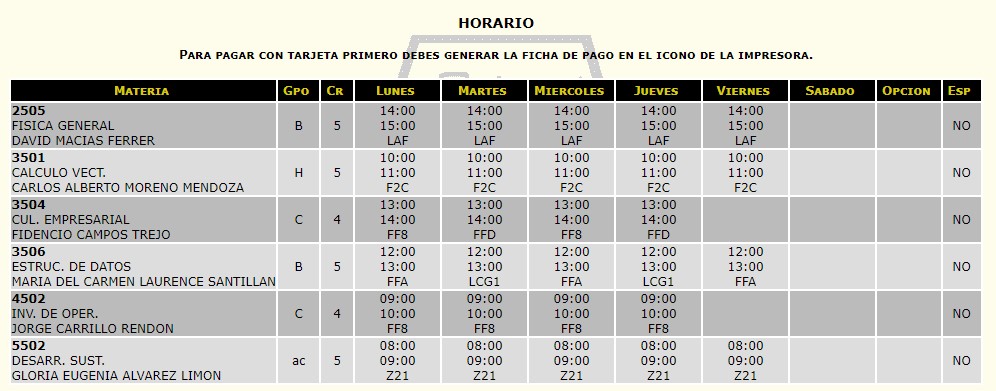 HORARIO
PARA PAGAR CON TARJETA PRIMERO DEBES GENERAR LA FICHA DE PAGO EN EL ICONO DE LA IMPRESORA.
MATERIA GPO CR LUNES MARTES MIERCOLES JUEVES VIERNES SABADO OPCION ESP
2505 14:00 14:00 14:00 14:00 14:00
FISICA GENERAL B 5 15:00 15:00 15:00 15:00 15:00 NO
DAVID MACIAS FERRER LAF LAF LAF LAF LAF
3501 10:00 10:00 10:00 10:00 10:00
CALCULO VECT. H 5 11:00 11:00 11:00 11:00 11:00 NO
CARLOS ALBERTO MORENO MENDOZA F2C F2C F2C F2C F2C
3504 13:00 13:00 13:00 13:00
CUL. EMPRESARIAL C 4 14:00 14:00 14:00 14:00 NO
FIDENCIO CAMPOS TREJO FF8 FFD FF8 FFD
3506 12:00 12:00 12:00 12:00 12:00
ESTRUC. DE DATOS B 5 13:00 13:00 13:00 13:00 13:00 NO
MARIA DEL CARMEN LAURENCE SANTILLAN FFA LCG1 FFA LCG1 FFA
4502 09:00 09:00 09:00 09:00
INV. DE OPER. C 4 10:00 10:00 10:00 10:00 NO
JORGE CARRILLO RENDON FF8 FF8 FF8 FF8
5502 08:00 08:00 08:00 08:00 08:00
DESARR. SUST. ac 5 09:00 09:00 09:00 09:00 09:00 NO
GLORIA EUGENIA ALVAREZ LIMON Z21 Z21 Z21 Z21 Z21